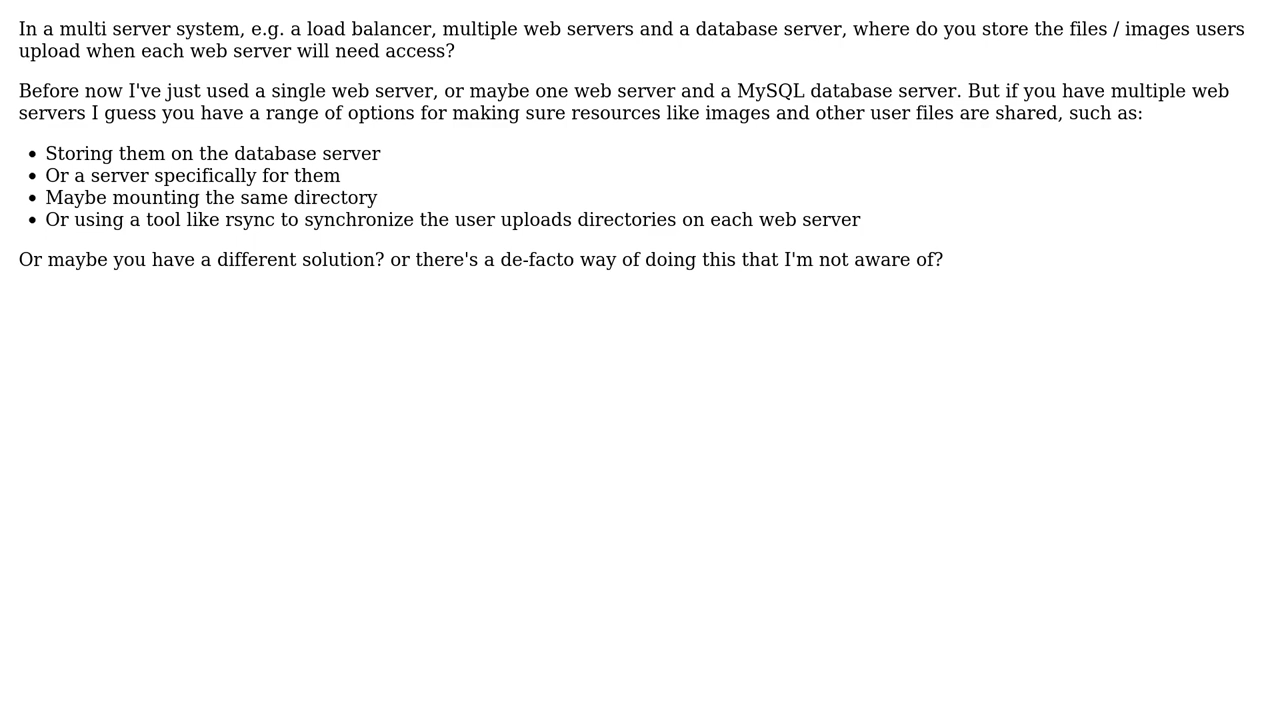 In a multi server system, e.g. a load balancer, multiple web servers and a database server, where do you store the files / images users
upload when each web server will need access?
Before now I've just used a single web server, or maybe one web server and a MySQL database server. But if you have multiple web
servers I guess you have a range of options for making sure resources like images and other user files are shared, such as:
• Storing them on the database server
• Or a server specifically for them
• Maybe mounting the same directory
• Or using a tool like rsync to synchronize the user uploads directories on each web server
Or maybe you have a different solution? or there's a de-facto way of doing this that I'm not aware of?